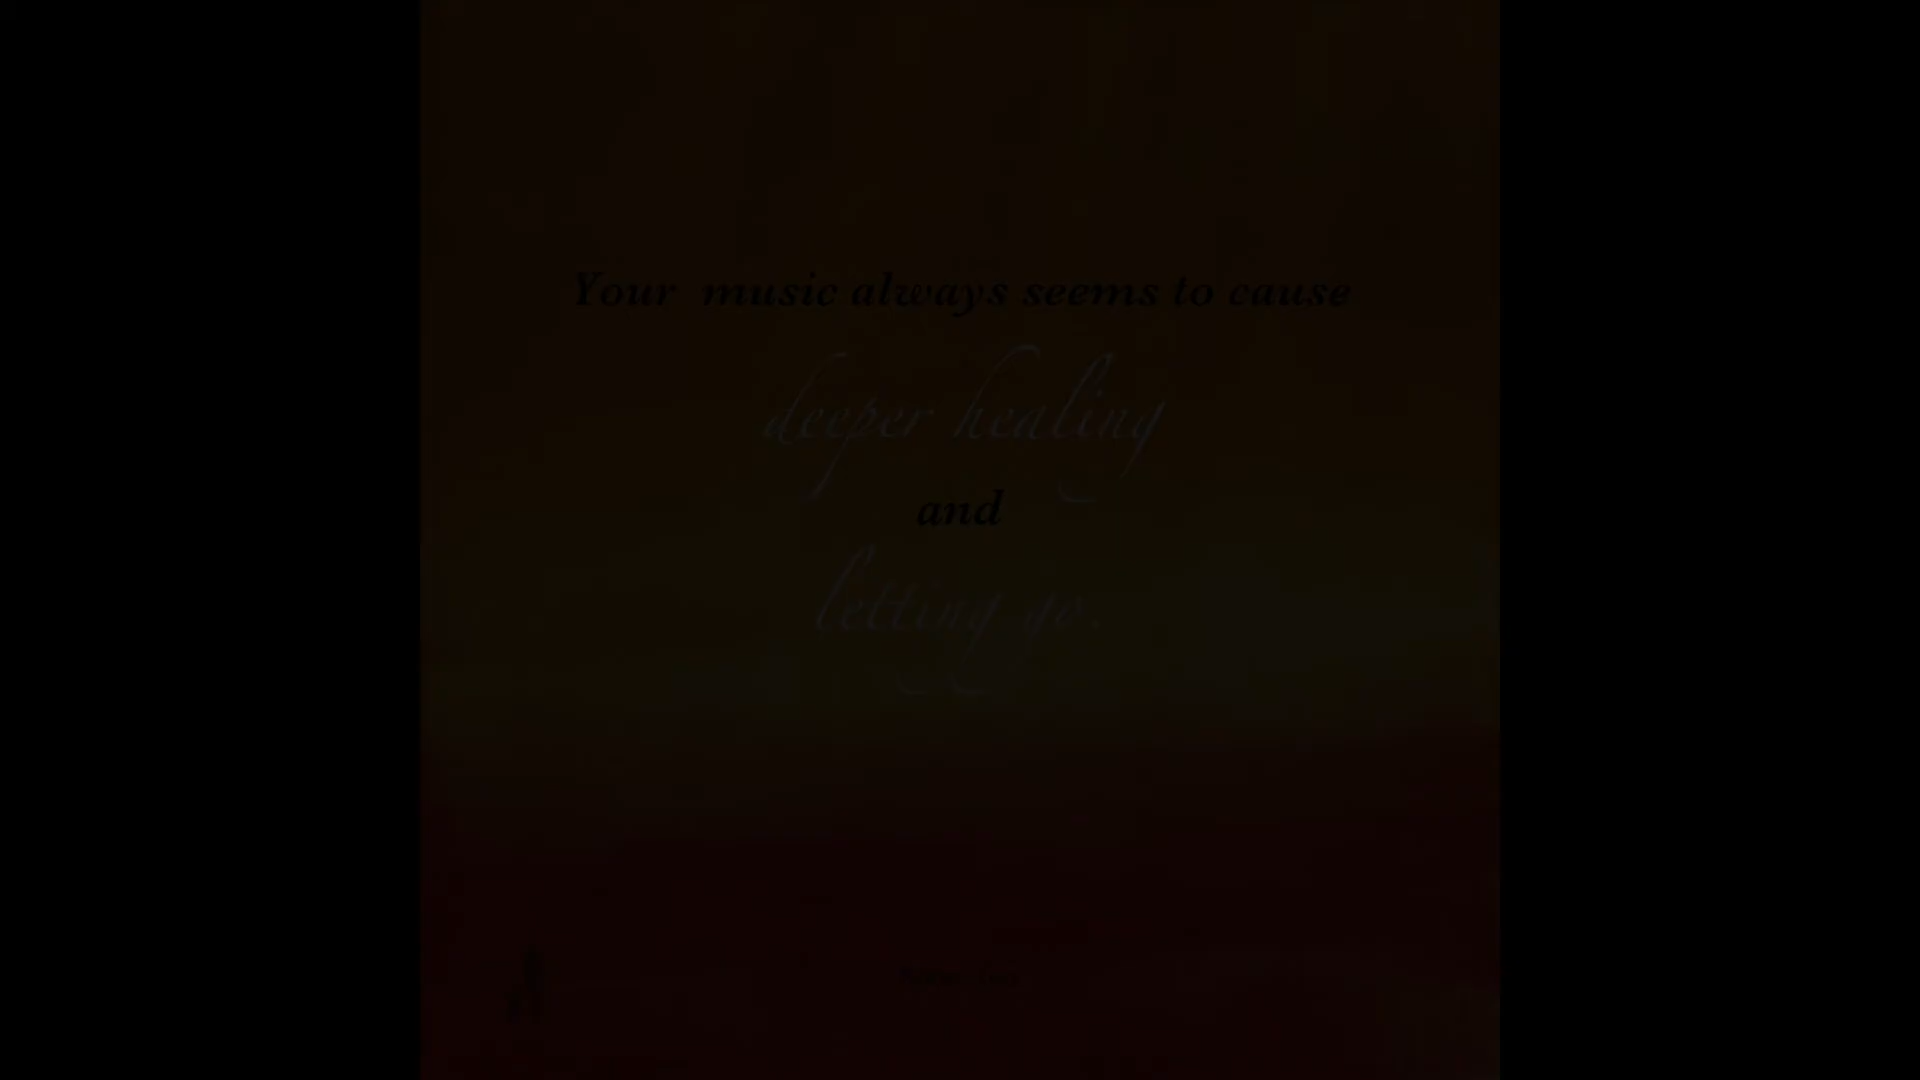 Your music always seems to cause
deeper healing
and
letting go.